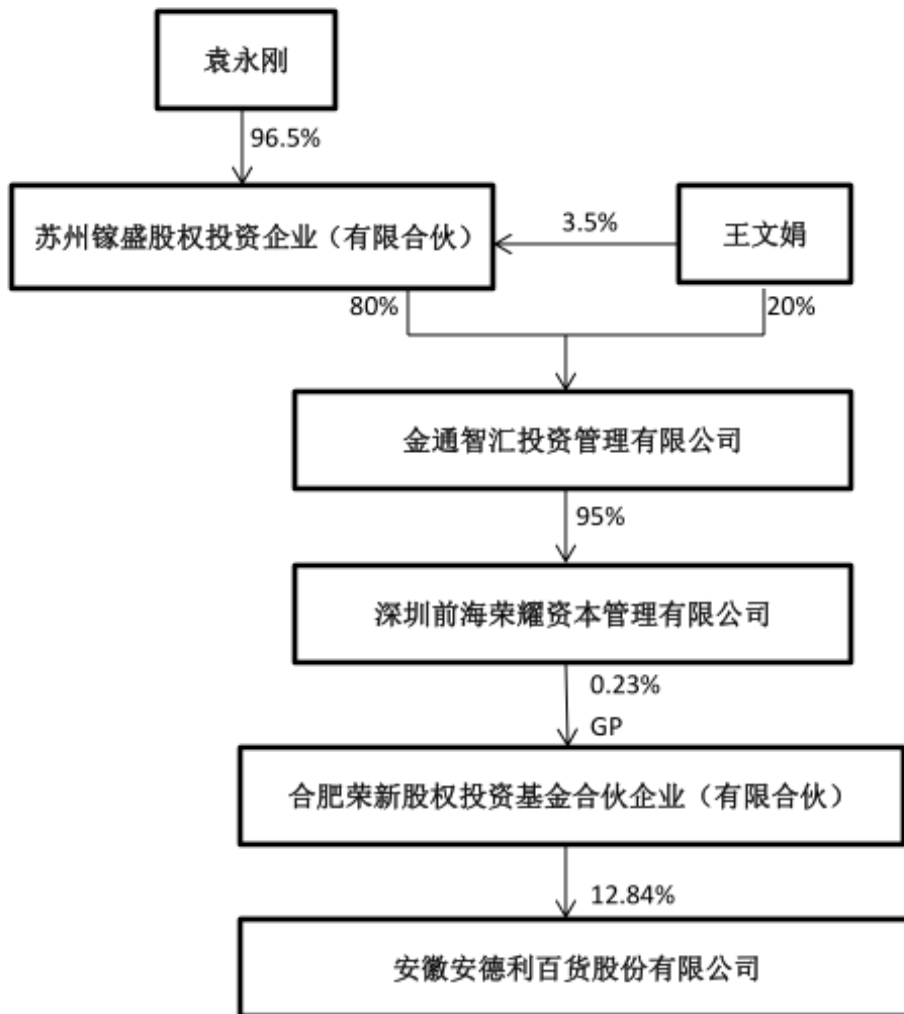 袁永刚
96.5%
苏州镓盛股权投资企业（有限合伙）
3.5%
王文娟
80%
20%
金通智汇投资管理有限公司
95%
深圳前海荣耀资本管理有限公司
0.23%
GP
合肥荣新股权投资基金合伙企业（有限合伙）
12.84%
安徽安德利百货股份有限公司